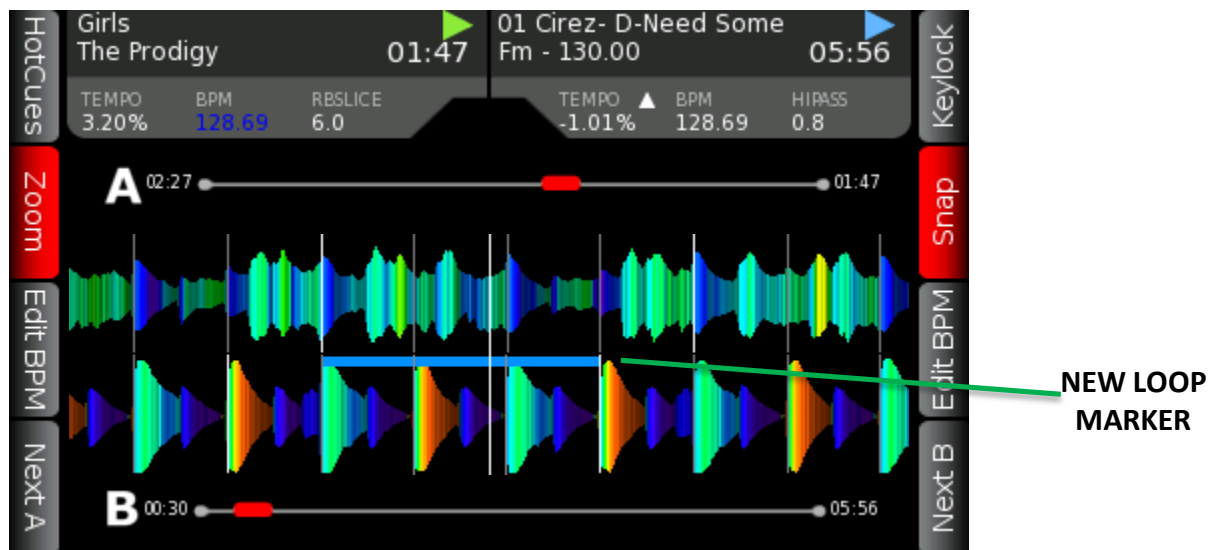 HotCues
Zoom
Edit BPM
Next A
Girls
The Prodigy 01:47
01 Cirez- D-Need Some
Fm - 130.00 05:56
TEMPO BPM RBSLICE
3.20% 128.69 6.0
TEMPO BPM HIPASS
-1.01% 128.69 0.8
A 02:27 01:47
B 00:30 05:56
Keylock
Snap
Edit BPM
Next B
NEW LOOP
MARKER